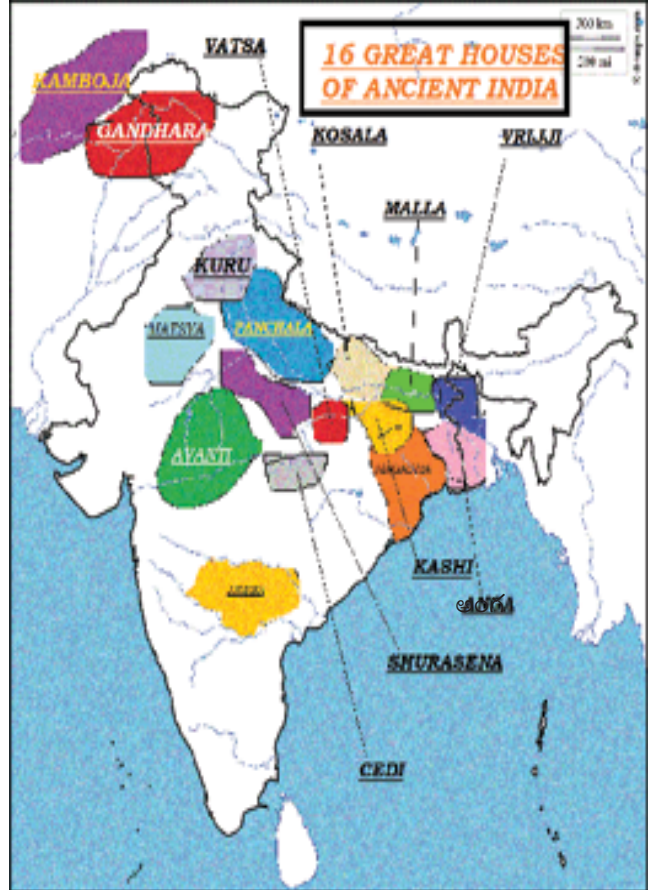 VATSA
16 GREAT HOUSES
OF ANCIENT INDIA
200 km
200 mi
KAMBOJA
GANDHARA
KOSALA
VRIJJI
MALLA
KURU
PANCHALA
AVANTI
KASHI
SHURASENA
CEDI